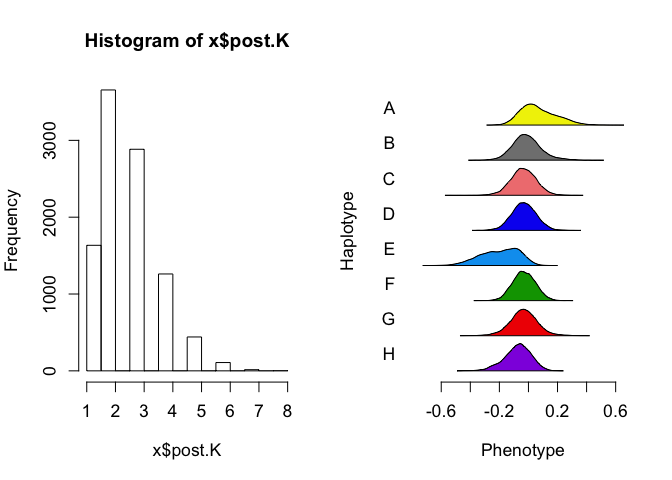 Histogram of x$post.K
Frequency
0
1000
2000
3000
1 2 3 4 5 6 7 8
x$post.K
Haplotype
A
B
C
D
E
F
G
H
-0.6 -0.2 0.2 0.6
Phenotype